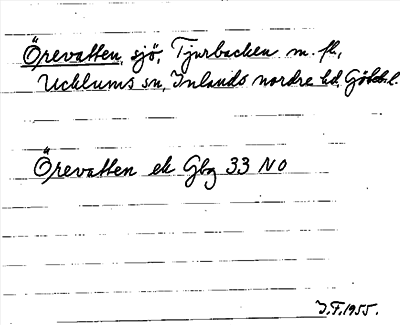 Örevatten, sjö, Tjurbacken m. fl.,
Ucklums sn, Inlands nordre hd, Göteb. l.
Örevatten ek Gbg 33 NO
J.F. 1955.